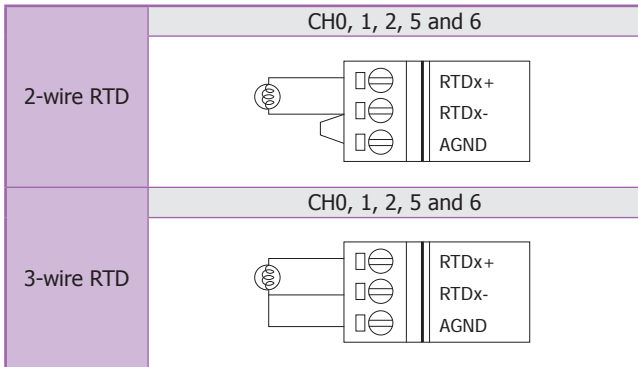 CH0, 1, 2, 5 and 6
2-wire RTD
RTDx+
RTDx-
AGND
CH0, 1, 2, 5 and 6
3-wire RTD
RTDx+
RTDx-
AGND